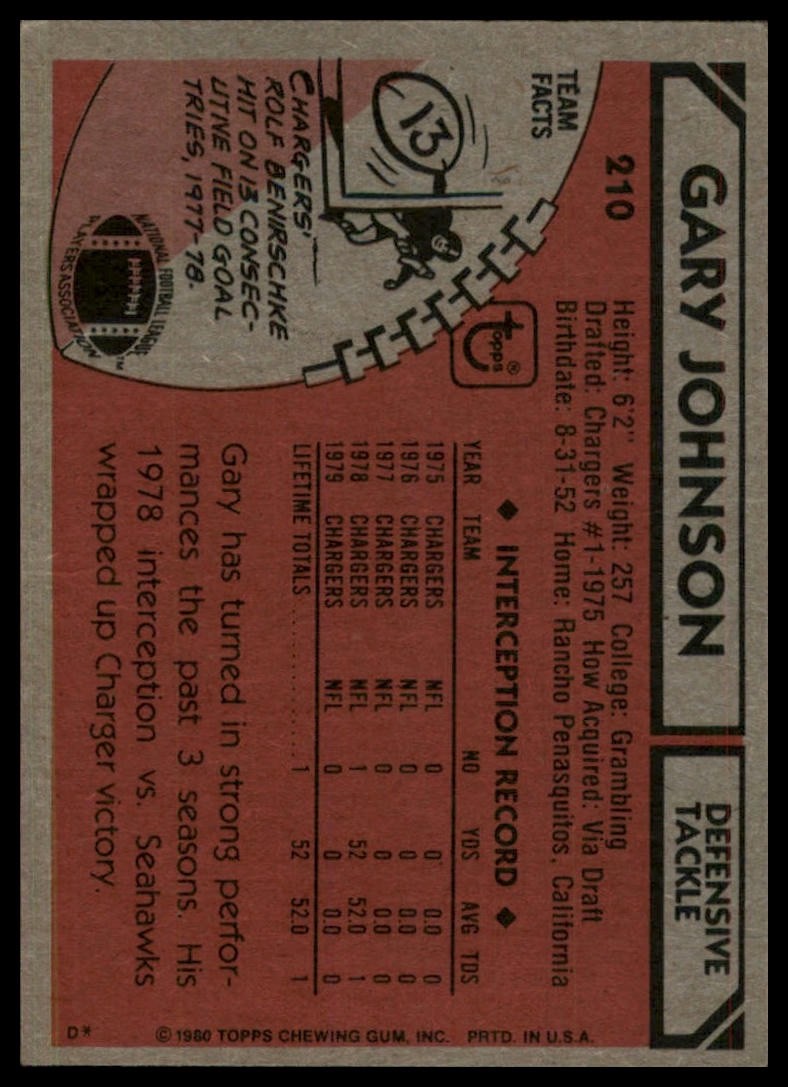 GARY JOHNSON
DEFENSIVE
TACKLE
210
Height: 6'2" Weight: 257 College: Grambling
Drafted: Chargers #1-1975 How Acquired: Via Draft
Birthdate: 8-31-52 Home: Rancho Penasquitos, California
TEAM
FACTS
13
CHARGERS'
ROLF BENIRSCHKE
HIT ON 13 CONSEC-
UTIVE FIELD GOAL
TRIES, 1977-78.
NATIONAL FOOTBALL LEAGUE
PLAYERS ASSOCIATION™
topps®
◆ INTERCEPTION RECORD ◆
YEAR TEAM NO YDS AVG TDS
1975 CHARGERS NFL 0 0 0.0 0
1976 CHARGERS NFL 0 0 0.0 0
1977 CHARGERS NFL 0 0 0.0 0
1978 CHARGERS NFL 1 52 52.0 1
1979 CHARGERS NFL 0 0 0.0 0
LIFETIME TOTALS . . . . . . . . . . . . . 1 52 52.0 1
Gary has turned in strong perfor-
mances the past 3 seasons. His
1978 interception vs. Seahawks
wrapped up Charger victory.
D* © 1980 TOPPS CHEWING GUM, INC. PRTD. IN U.S.A.